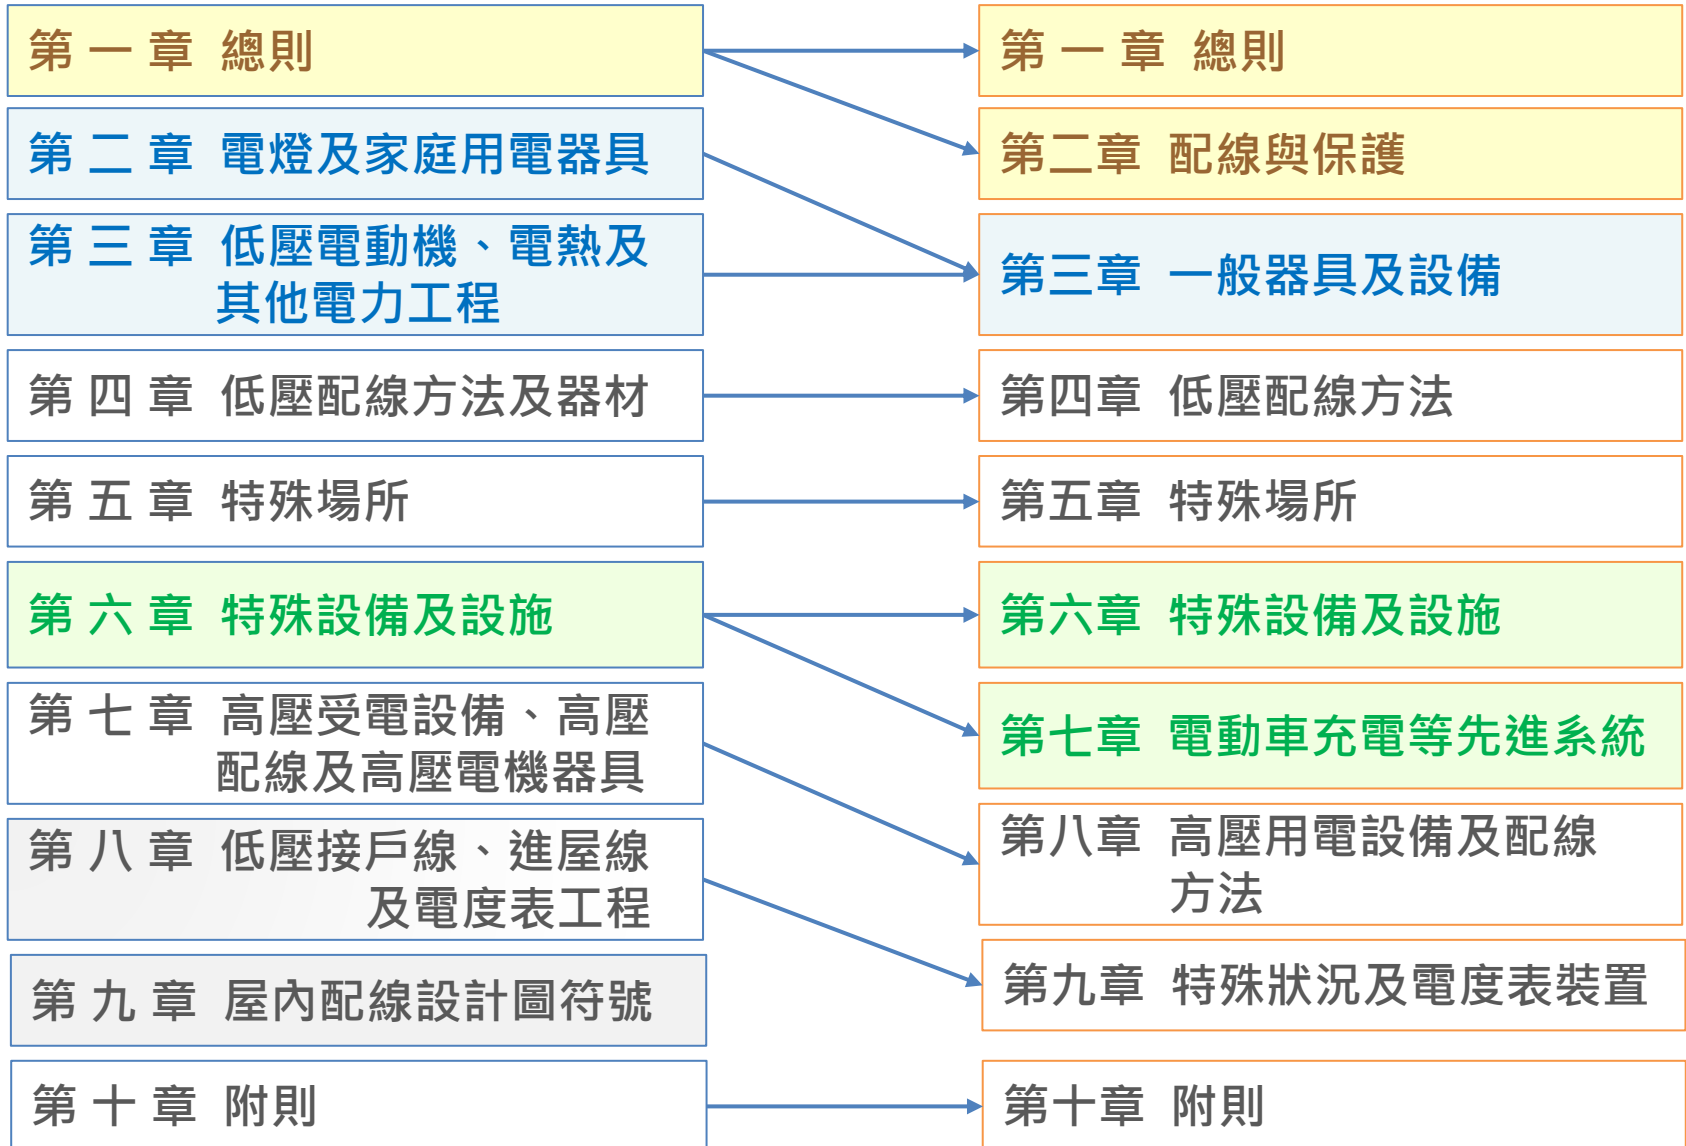 第一章 總則
第二章 電燈及家庭用電器具
第三章 低壓電動機、電熱及
其他電力工程
第四章 低壓配線方法及器材
第五章 特殊場所
第六章 特殊設備及設施
第七章 高壓受電設備、高壓
配線及高壓電機器具
第八章 低壓接戶線、進屋線
及電度表工程
第九章 屋內配線設計圖符號
第十章 附則
第一章 總則
第二章 配線與保護
第三章 一般器具及設備
第四章 低壓配線方法
第五章 特殊場所
第六章 特殊設備及設施
第七章 電動車充電等先進系統
第八章 高壓用電設備及配線
方法
第九章 特殊狀況及電度表裝置
第十章 附則